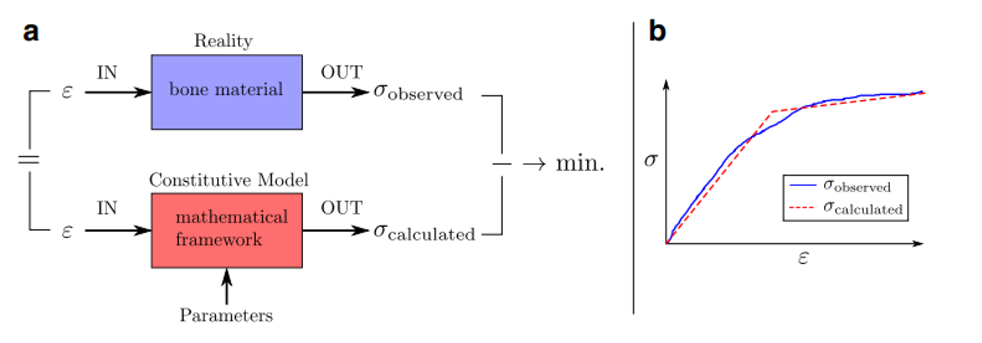 a
Reality
IN
ε
bone material
OUT
σobserved
=
— → min.
Constitutive Model
IN
ε
mathematical
framework
OUT
σcalculated
Parameters
b
σ
σobserved
σcalculated
ε